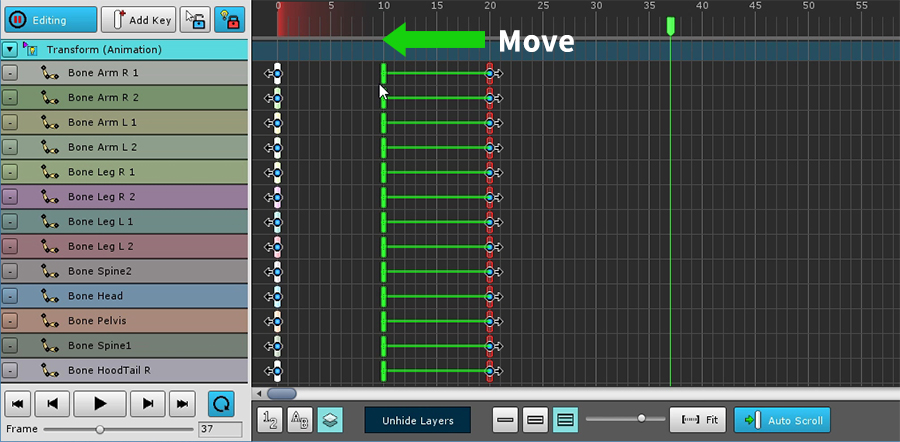 Editing
Add Key
0 5 10 15 20 25 30 35 40 45 50 55
Move
Transform (Animation)
Bone Arm R 1
Bone Arm R 2
Bone Arm L 1
Bone Arm L 2
Bone Leg R 1
Bone Leg R 2
Bone Leg L 1
Bone Leg L 2
Bone Spine2
Bone Head
Bone Pelvis
Bone Spine1
Bone HoodTail R
Frame
37
1 2
A B
Unhide Layers
Fit
Auto Scroll